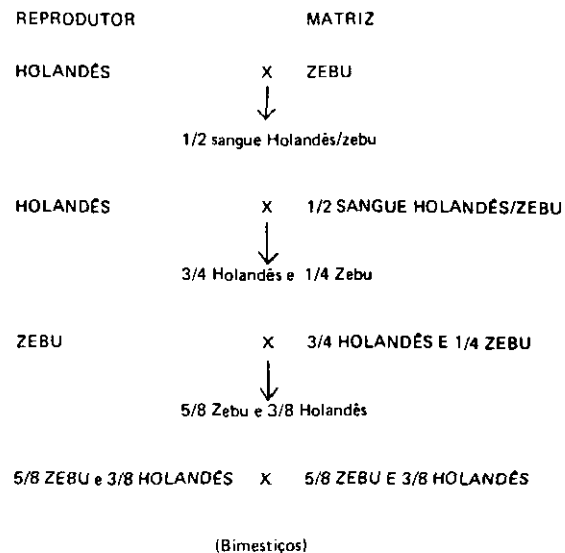 REPRODUTOR MATRIZ
HOLANDÊS X ZEBU
1/2 sangue Holandês/zebu
HOLANDÊS X 1/2 SANGUE HOLANDÊS/ZEBU
3/4 Holandês e 1/4 Zebu
ZEBU X 3/4 HOLANDÊS E 1/4 ZEBU
5/8 Zebu e 3/8 Holandês
5/8 ZEBU e 3/8 HOLANDÊS X 5/8 ZEBU E 3/8 HOLANDÊS
(Bimestiços)